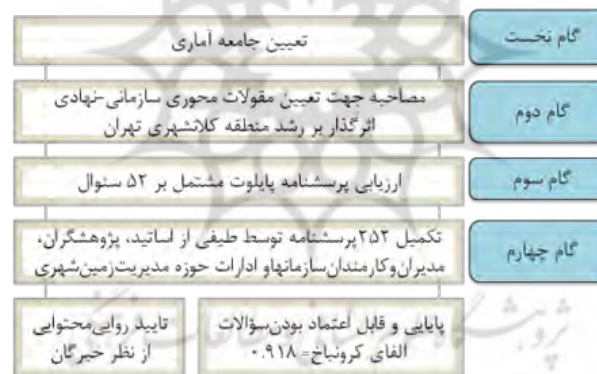 گام نخست
تعیین جامعه آماری
گام دوم
مصاحبه جهت تعیین مقولات محوری سازمانی-نهادی
اثرگذار بر رشد منطقه کلانشهری تهران
گام سوم
ارزیابی پرسشنامه پایلوت مشتمل بر ۵۲ سئوال
گام چهارم
تکمیل ۲۵۲پرسشنامه توسط طیفی از اساتید، پژوهشگران،
مدیران‌وکارمندان‌سازمانهاو ادارات حوزه مدیریت‌زمین‌شهری
پایایی و قابل اعتماد بودن‌سؤالات
الفای کرونباخ= ۰.۹۱۸
تایید روایی‌محتوایی
از نظر خبرگان